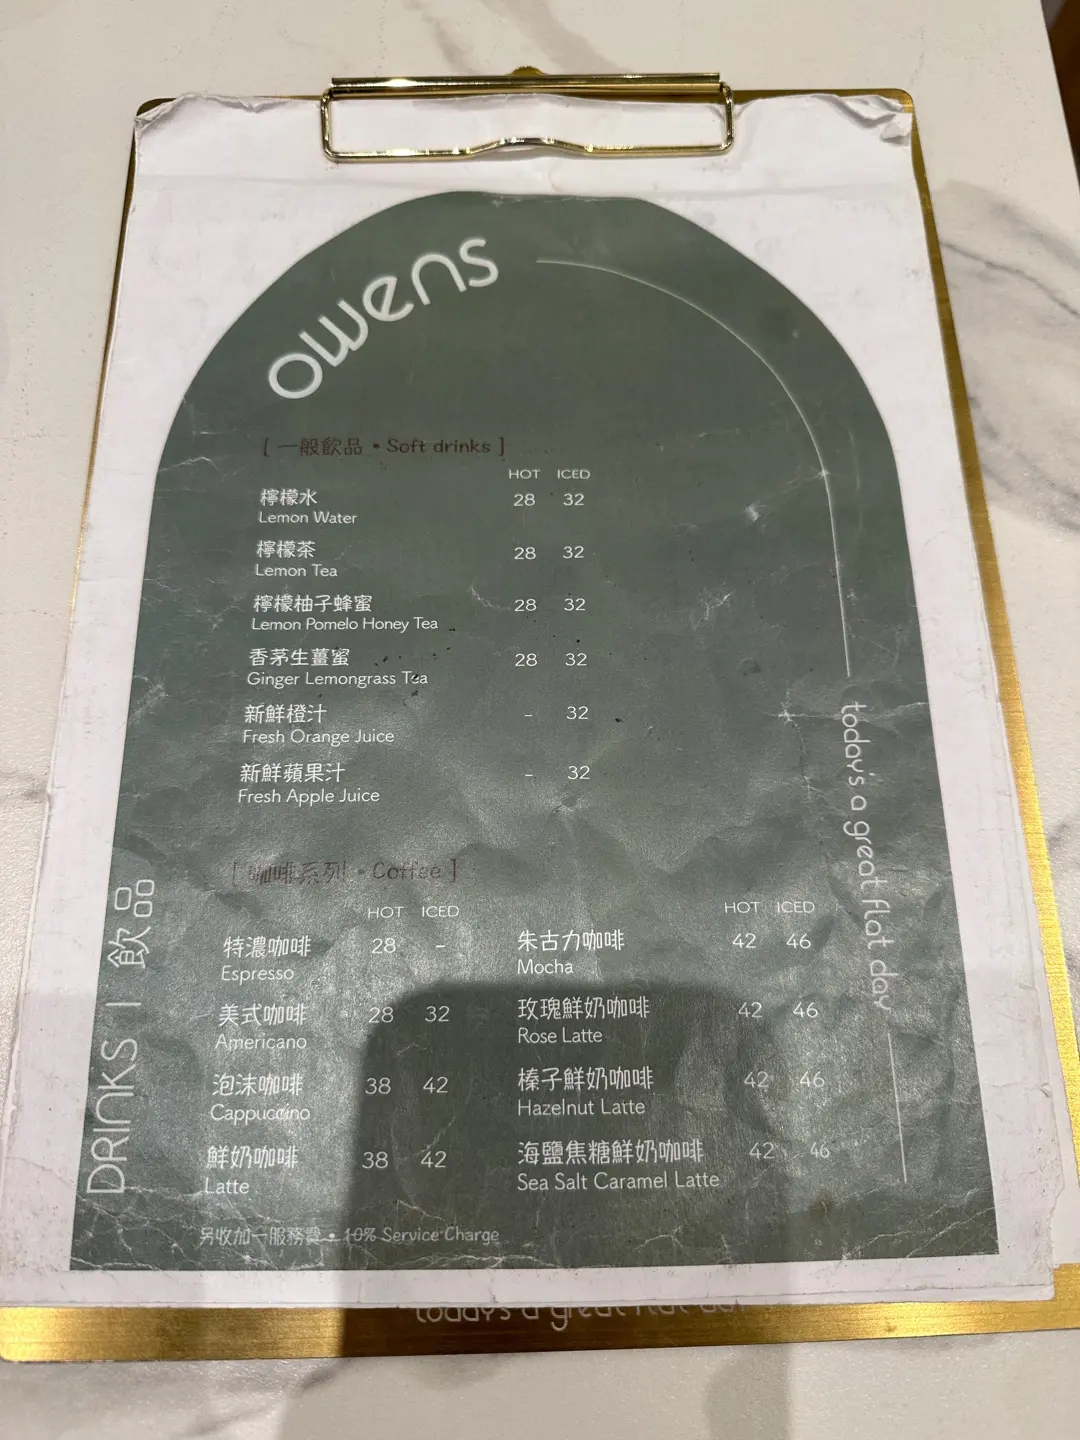 owens
[ 一般飲品 • Soft drinks ]
HOT ICED
檸檬水 28 32
Lemon Water
檸檬茶 28 32
Lemon Tea
檸檬柚子蜂蜜 28 32
Lemon Pomelo Honey Tea
香茅生薑蜜 28 32
Ginger Lemongrass Tea
新鮮橙汁 - 32
Fresh Orange Juice
新鮮蘋果汁 - 32
Fresh Apple Juice
[ 咖啡系列 • Coffee ]
HOT ICED
特濃咖啡 28 -
Espresso
美式咖啡 28 32
Americano
泡沫咖啡 38 42
Cappuccino
鮮奶咖啡 38 42
Latte
HOT ICED
朱古力咖啡 42 46
Mocha
玫瑰鮮奶咖啡 42 46
Rose Latte
榛子鮮奶咖啡 42 46
Hazelnut Latte
海鹽焦糖鮮奶咖啡 42 46
Sea Salt Caramel Latte
另收加一服務費 • 10% Service Charge
DRINKS | 飲品
today's a great flat day
today's a great flat day